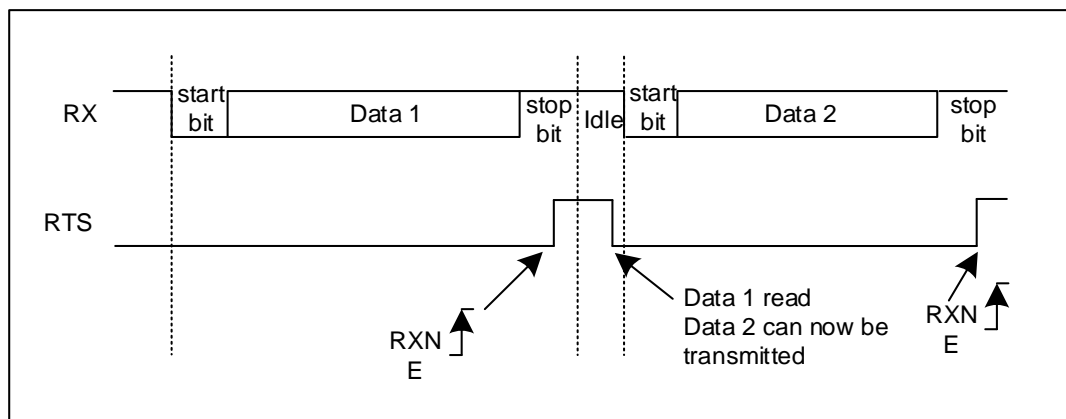 RX
start
bit
Data 1
stop
bit
Idle
start
bit
Data 2
stop
bit
RTS
RXN
E
Data 1 read
Data 2 can now be
transmitted
RXN
E